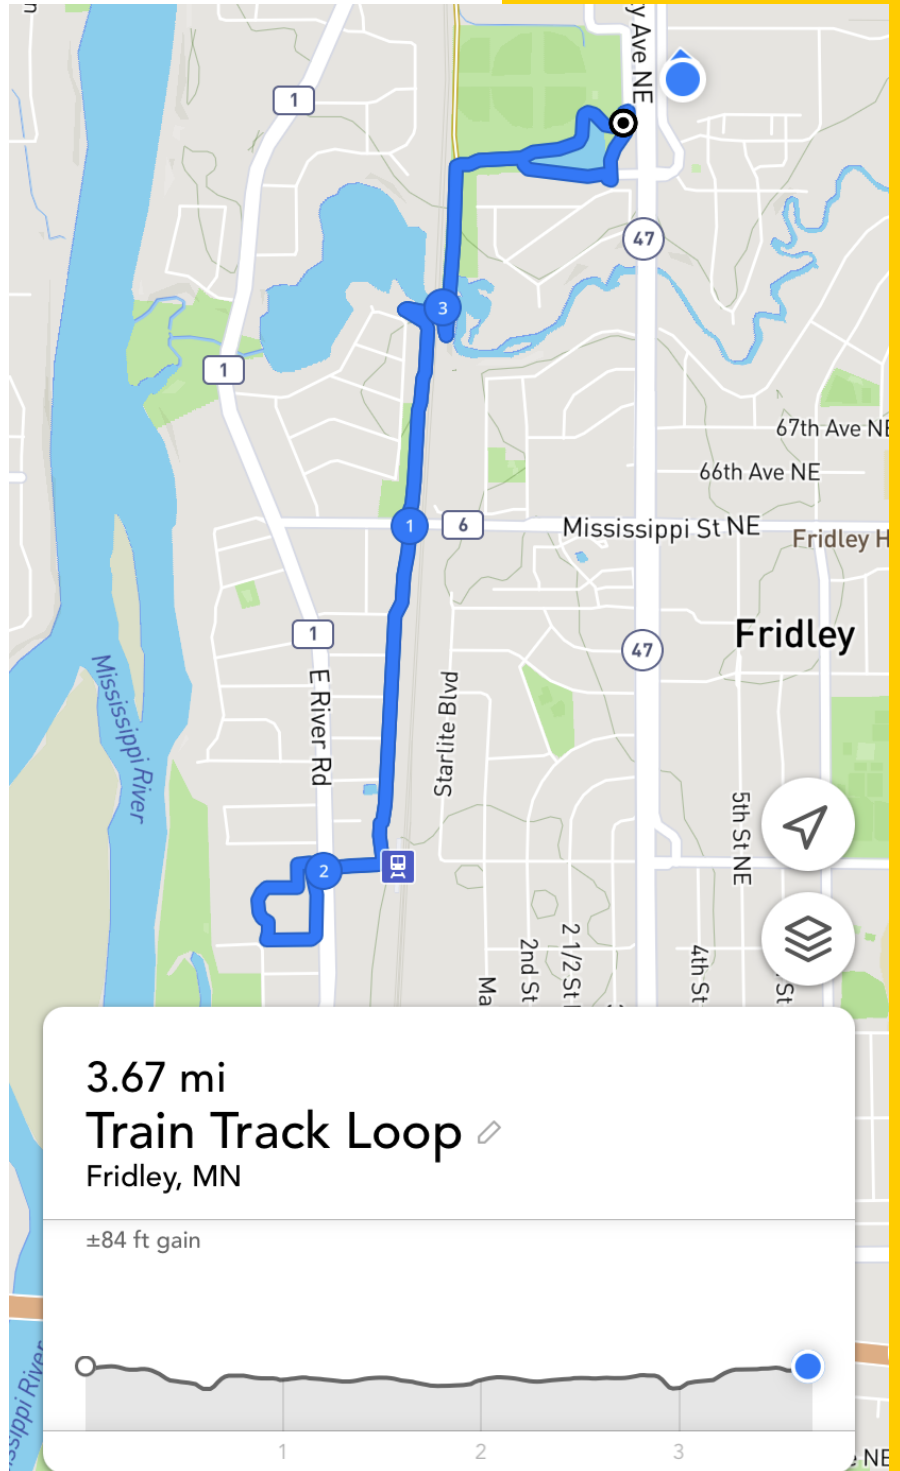 y Ave NE
1
47
3
1
67th Ave NE
66th Ave NE
1
6
Mississippi St NE
Fridley H
1
Fridley
47
E River Rd
Starlite Blvd
Mississippi River
5th St NE
2
2 1/2 St
2nd St
4th St
St
Ma
3.67 mi
Train Track Loop
Fridley, MN
±84 ft gain
1
2
3
ssippi River
NE